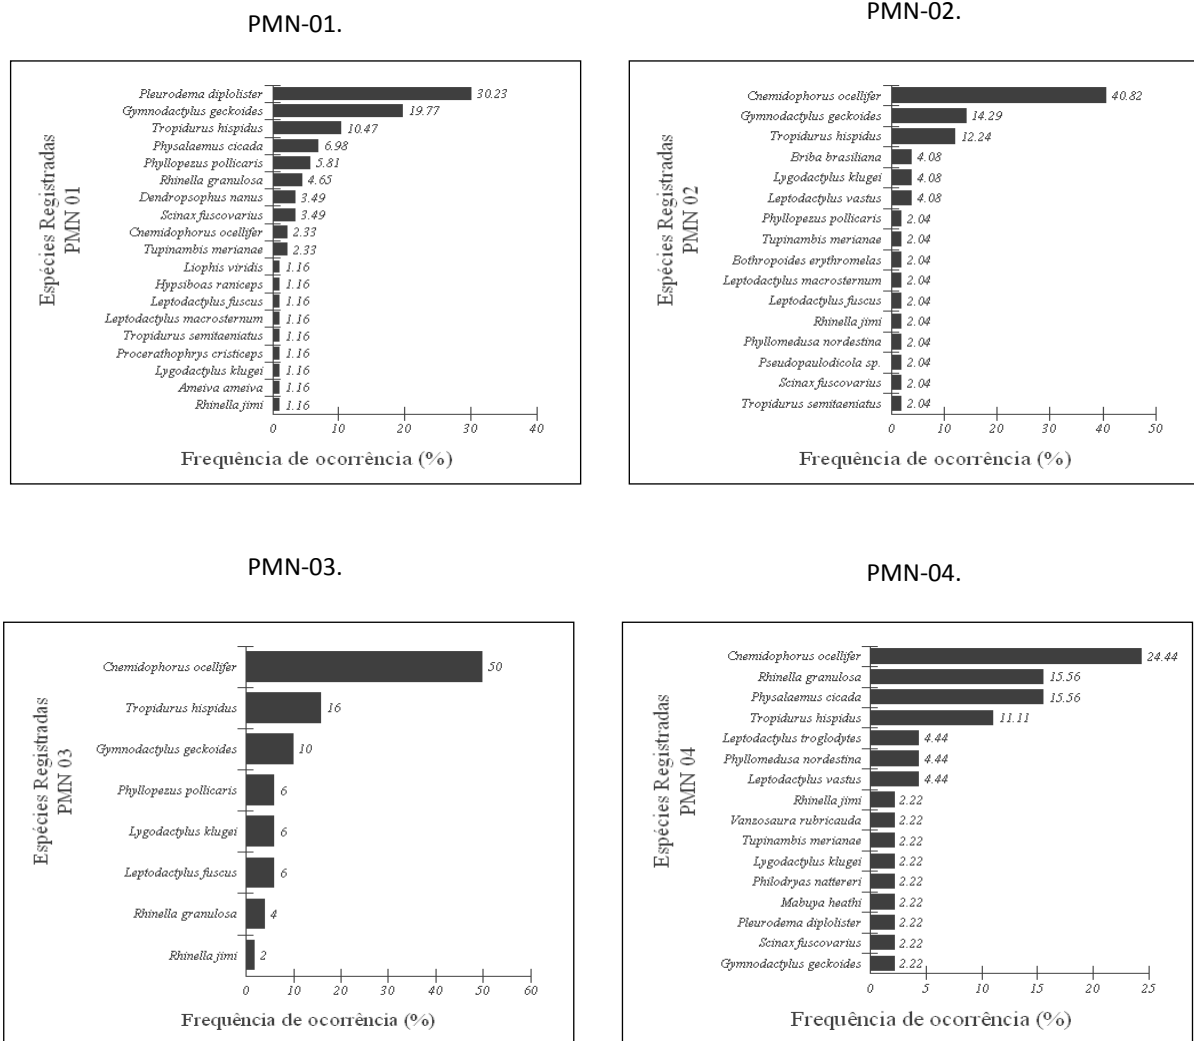 PMN-01.
Espécies Registradas
PMN 01
Pleurodema diplolister 30.23
Gymnodactylus geckoides 19.77
Tropidurus hispidus 10.47
Physalaemus cicada 6.98
Phyllopezus pollicaris 5.81
Rhinella granulosa 4.65
Dendropsophus nanus 3.49
Scinax fuscovarius 3.49
Cnemidophorus ocellifer 2.33
Tupinambis merianae 2.33
Liophis viridis 1.16
Hypsiboas raniceps 1.16
Leptodactylus fuscus 1.16
Leptodactylus macrosternum 1.16
Tropidurus semitaeniatus 1.16
Procerathophrys cristiceps 1.16
Lygodactylus klugei 1.16
Ameiva ameiva 1.16
Rhinella jimi 1.16
0 10 20 30 40
Frequência de ocorrência (%)
PMN-02.
Espécies Registradas
PMN 02
Cnemidophorus ocellifer 40.82
Gymnodactylus geckoides 14.29
Tropidurus hispidus 12.24
Briba brasiliana 4.08
Lygodactylus klugei 4.08
Leptodactylus vastus 4.08
Phyllopezus pollicaris 2.04
Tupinambis merianae 2.04
Bothropoides erythromelas 2.04
Leptodactylus macrosternum 2.04
Leptodactylus fuscus 2.04
Rhinella jimi 2.04
Phyllomedusa nordestina 2.04
Pseudopaulodicola sp. 2.04
Scinax fuscovarius 2.04
Tropidurus semitaeniatus 2.04
0 10 20 30 40 50
Frequência de ocorrência (%)
PMN-03.
Espécies Registradas
PMN 03
Cnemidophorus ocellifer 50
Tropidurus hispidus 16
Gymnodactylus geckoides 10
Phyllopezus pollicaris 6
Lygodactylus klugei 6
Leptodactylus fuscus 6
Rhinella granulosa 4
Rhinella jimi 2
0 10 20 30 40 50 60
Frequência de ocorrência (%)
PMN-04.
Espécies Registradas
PMN 04
Cnemidophorus ocellifer 24.44
Rhinella granulosa 15.56
Physalaemus cicada 15.56
Tropidurus hispidus 11.11
Leptodactylus troglodytes 4.44
Phyllomedusa nordestina 4.44
Leptodactylus vastus 4.44
Rhinella jimi 2.22
Vanzosaura rubricauda 2.22
Tupinambis merianae 2.22
Lygodactylus klugei 2.22
Philodryas nattereri 2.22
Mabuya heathi 2.22
Pleurodema diplolister 2.22
Scinax fuscovarius 2.22
Gymnodactylus geckoides 2.22
0 5 10 15 20 25
Frequência de ocorrência (%)